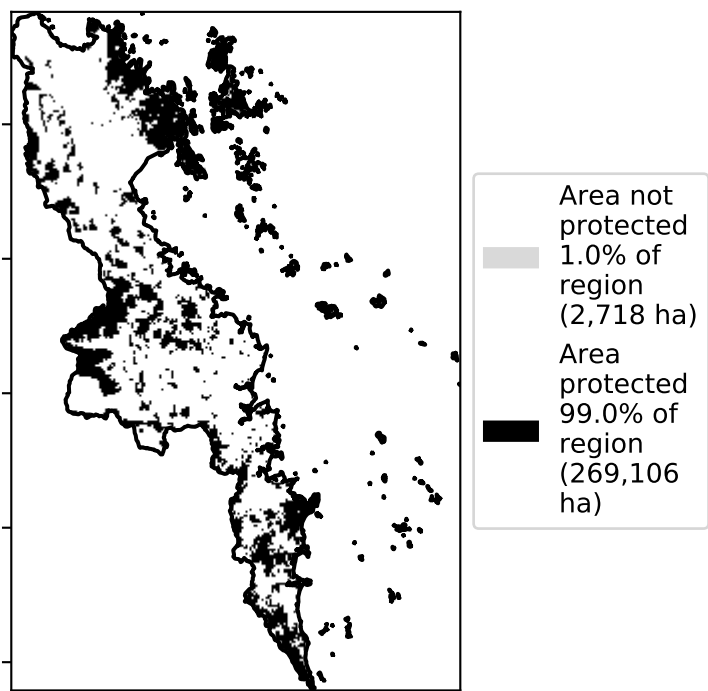 Area not
protected
1.0% of
region
(2,718 ha)
Area
protected
99.0% of
region
(269,106
ha)